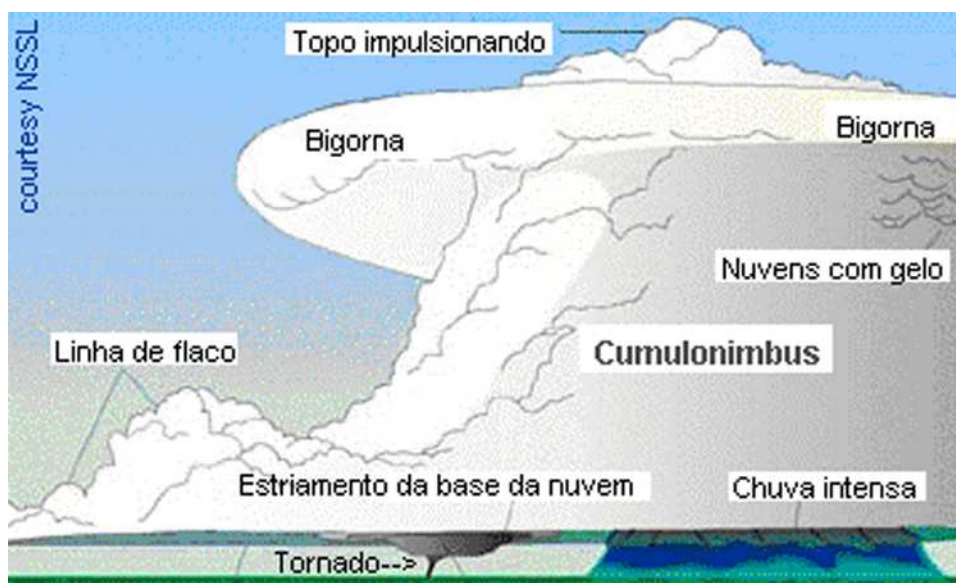 courtesy NSSL
Topo impulsionando
Bigorna
Bigorna
Nuvens com gelo
Linha de flaco
Cumulonimbus
Estriamento da base da nuvem
Chuva intensa
Tornado-->